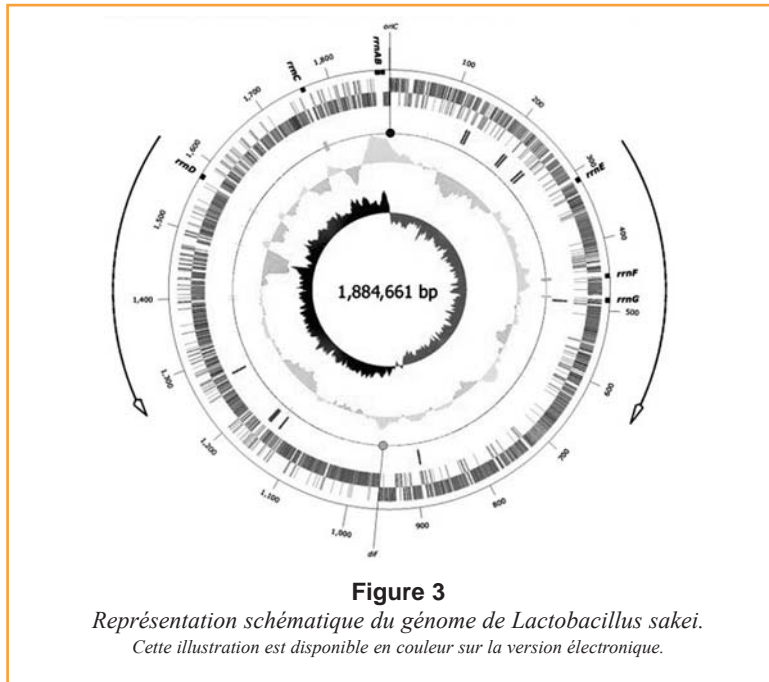 oriC
rrnAB
100
200
300
rrnE
400
rrnF
rrnG
500
600
700
800
900
dif
1,000
1,100
1,200
1,300
1,400
1,500
rrnD
1,600
1,700
rrnC
1,800
1,884,661 bp
Figure 3
Représentation schématique du génome de Lactobacillus sakei.
Cette illustration est disponible en couleur sur la version électronique.